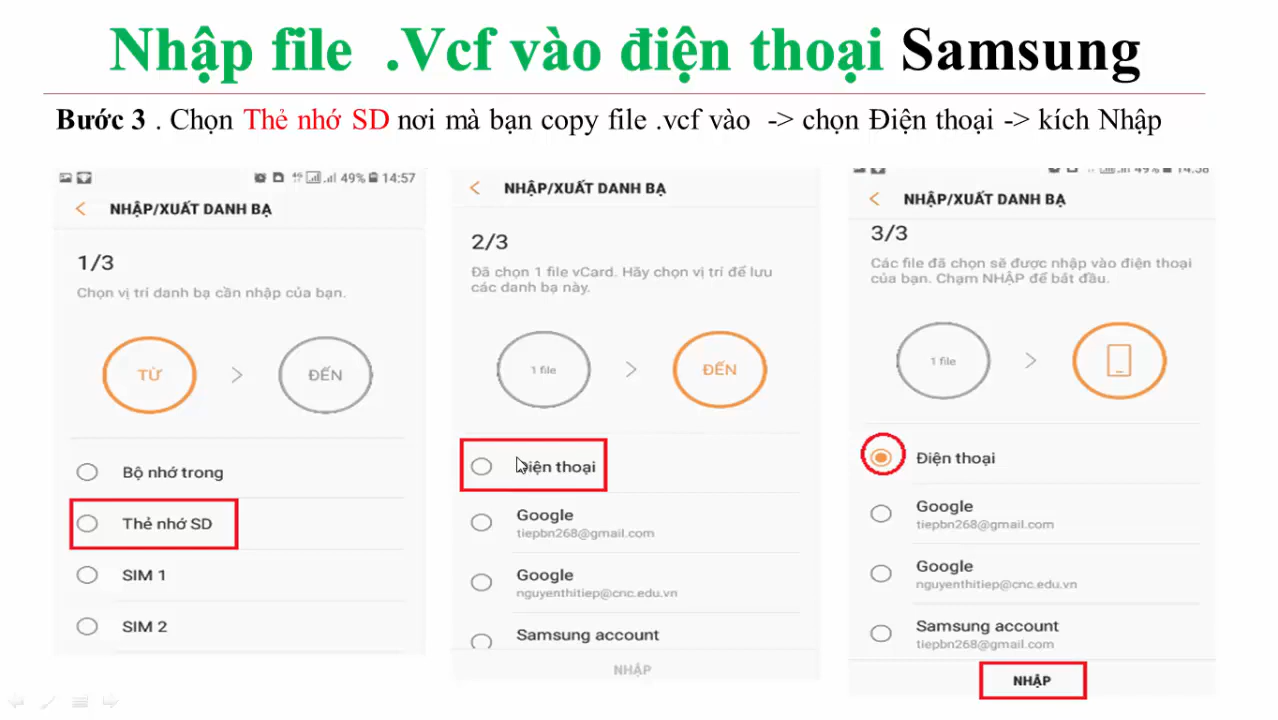 Nhập file .Vcf vào điện thoại Samsung
Bước 3 . Chọn Thẻ nhớ SD nơi mà bạn copy file .vcf vào -> chọn Điện thoại -> kích Nhập
49% 14:57
NHẬP/XUẤT DANH BẠ
1/3
Chọn vị trí danh bạ cần nhập của bạn.
TỪ > ĐẾN
Bộ nhớ trong
Thẻ nhớ SD
SIM 1
SIM 2
NHẬP/XUẤT DANH BẠ
2/3
Đã chọn 1 file vCard. Hãy chọn vị trí để lưu
các danh bạ này.
1 file > ĐẾN
Điện thoại
Google
tiepbn268@gmail.com
Google
nguyenthitiep@cnc.edu.vn
Samsung account
NHẬP
49% 14:58
NHẬP/XUẤT DANH BẠ
3/3
Các file đã chọn sẽ được nhập vào điện thoại
của bạn. Chạm NHẬP để bắt đầu.
1 file >
Điện thoại
Google
tiepbn268@gmail.com
Google
nguyenthitiep@cnc.edu.vn
Samsung account
tiepbn268@gmail.com
NHẬP